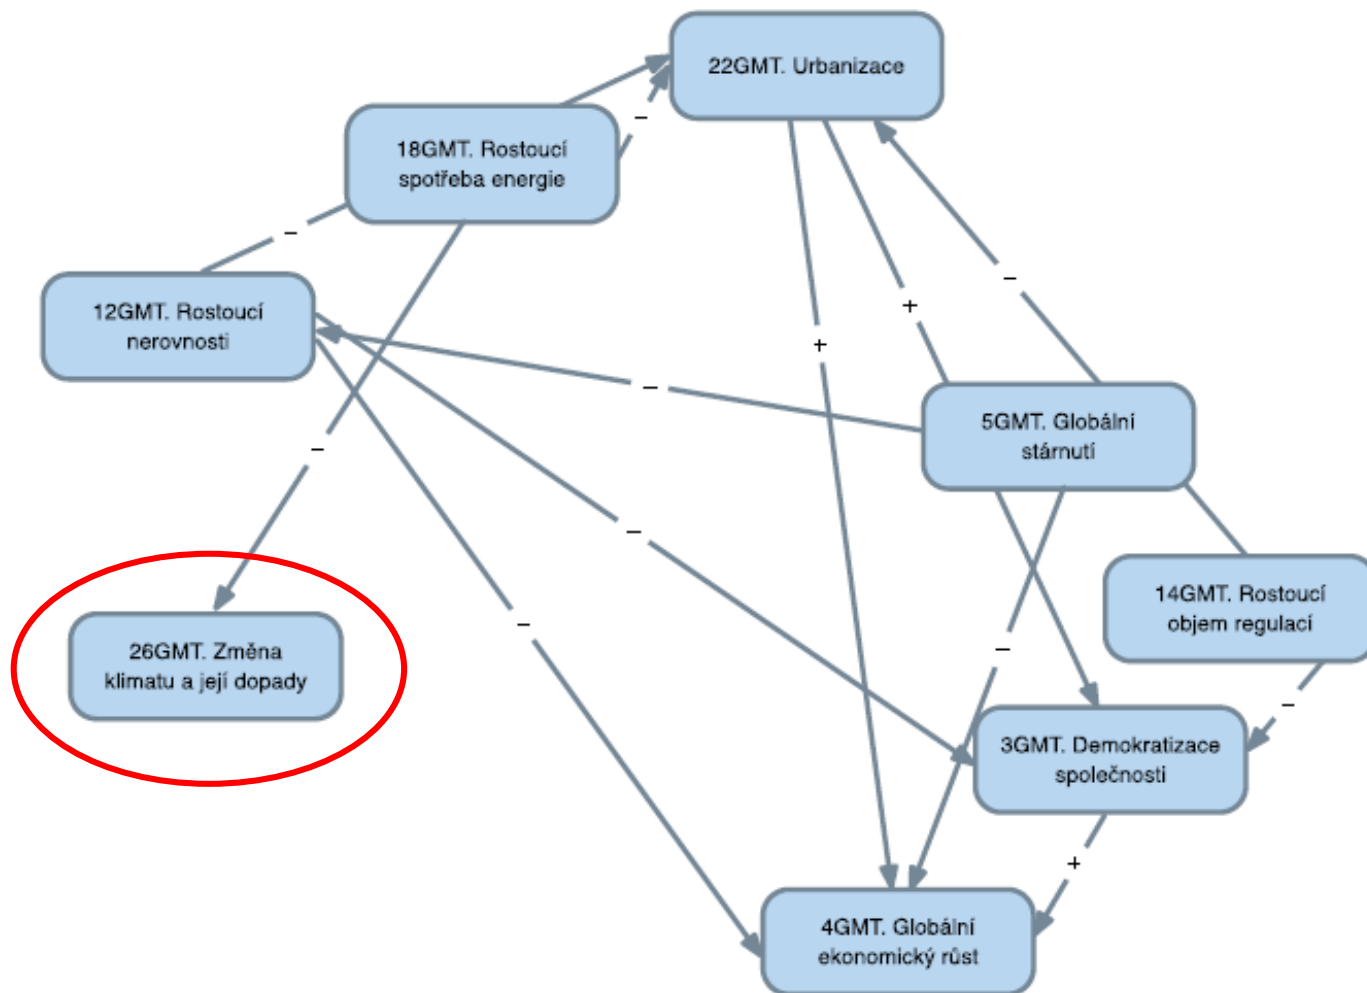 22GMT. Urbanizace
–
18GMT. Rostoucí
spotřeba energie
–
–
12GMT. Rostoucí
nerovnosti
+
+
–
5GMT. Globální
stárnutí
–
–
14GMT. Rostoucí
objem regulací
–
–
–
26GMT. Změna
klimatu a její dopady
–
3GMT. Demokratizace
společnosti
+
4GMT. Globální
ekonomický růst